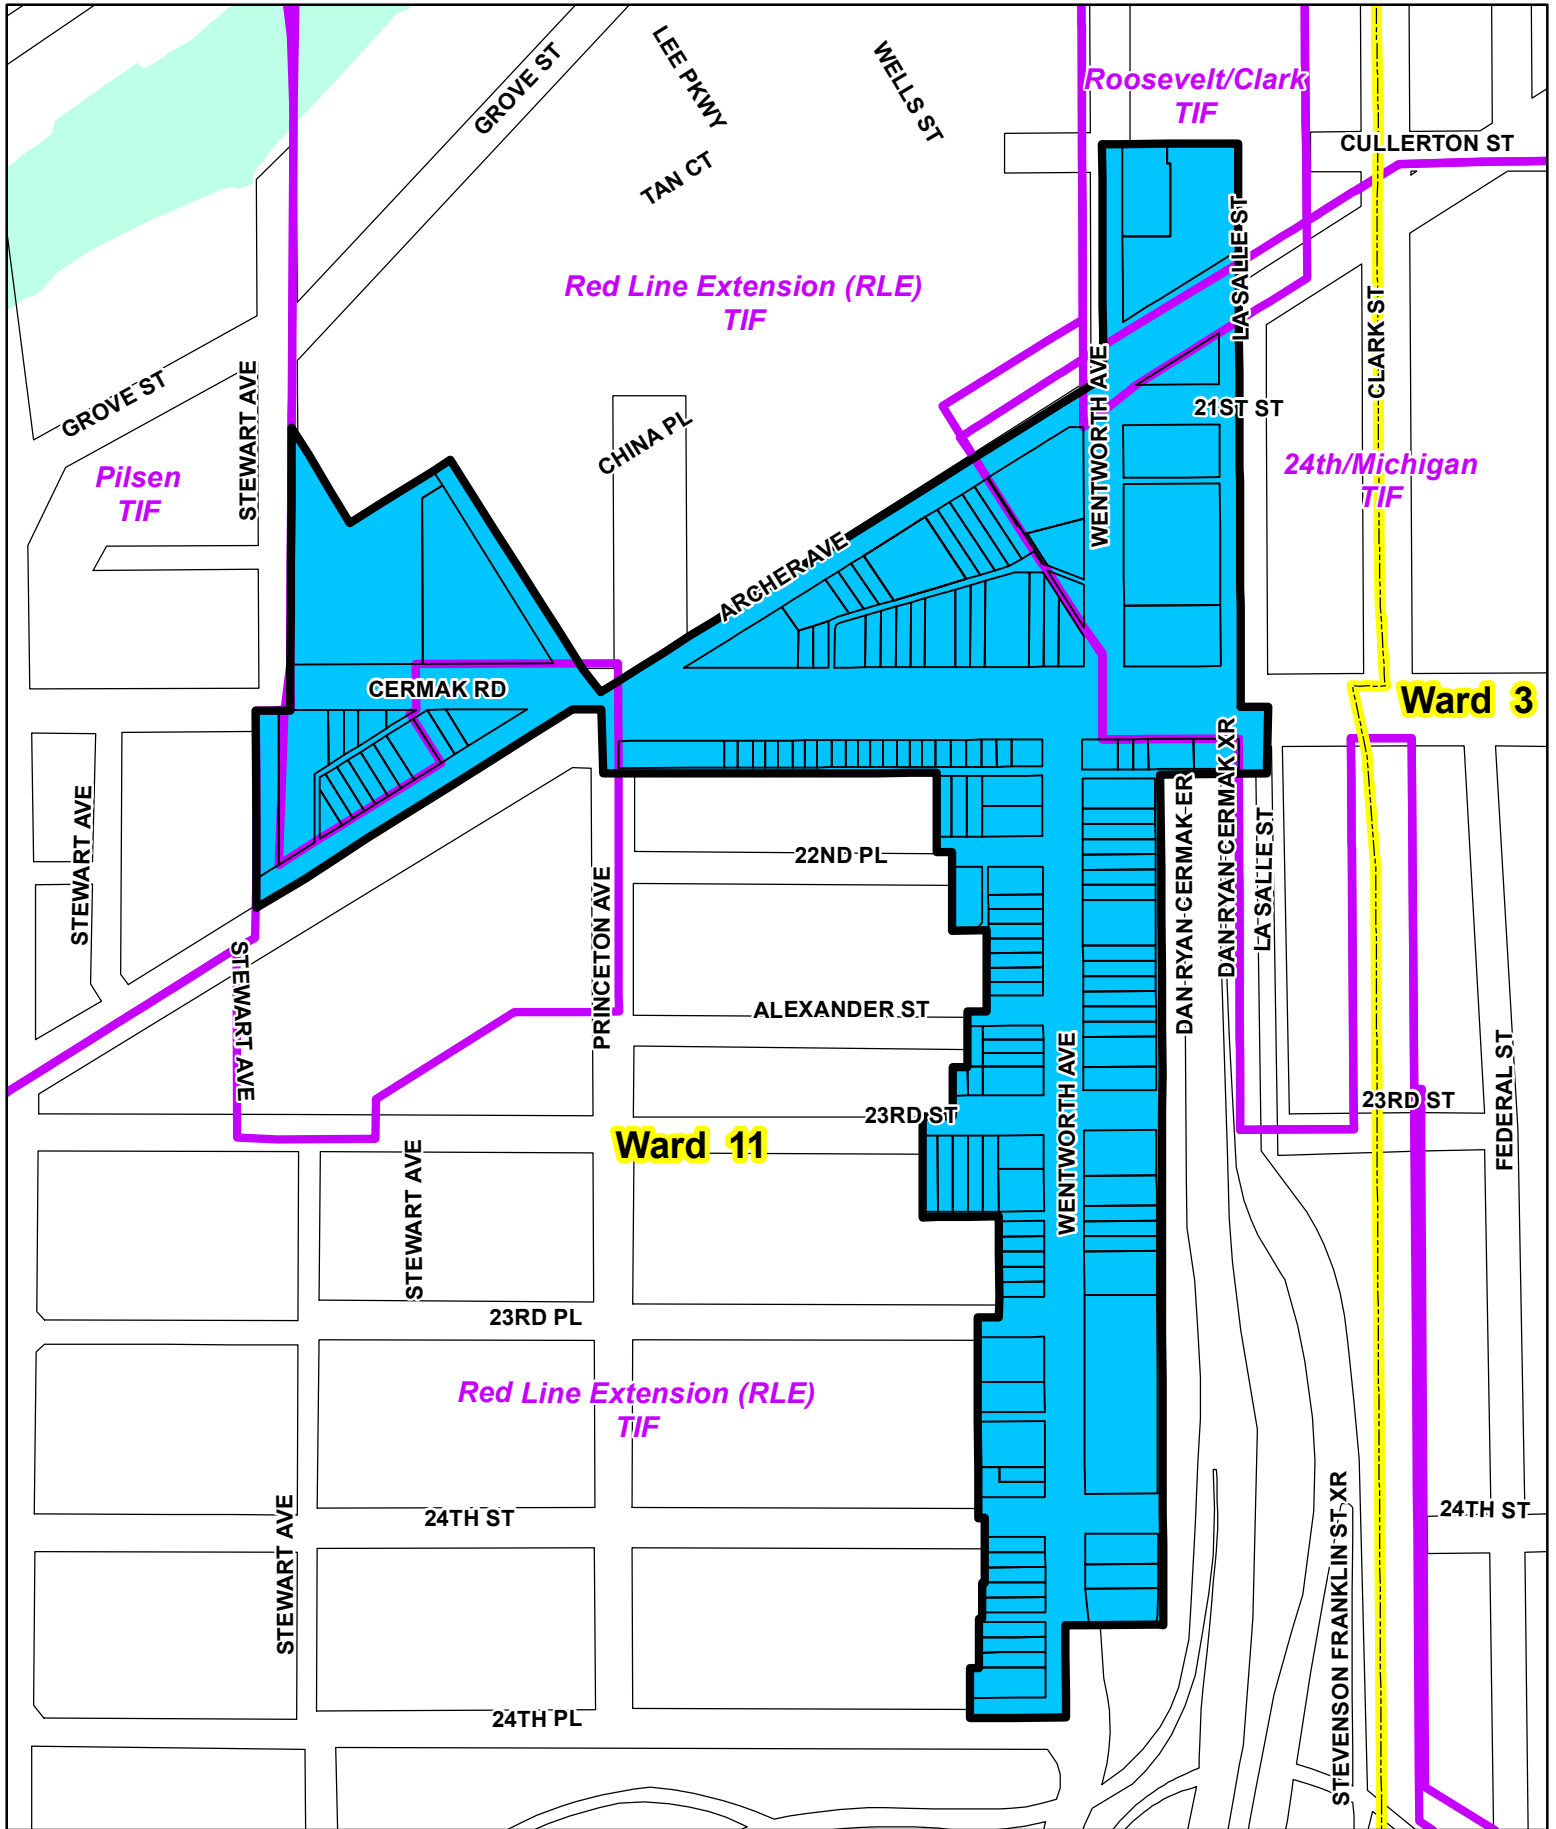 LEE PKWY
WELLS ST
GROVE ST
Roosevelt/Clark
TIF
CULLERTON ST
TAN CT
LA SALLE ST
Red Line Extension (RLE)
TIF
CLARK ST
GROVE ST
STEWART AVE
WENTWORTH AVE
21ST ST
CHINA PL
Pilsen
TIF
24th/Michigan
TIF
ARCHER AVE
CERMAK RD
Ward 3
STEWART AVE
DAN-RYAN-CERMAK-ER
DAN-RYAN-CERMAK XR
LA SALLE ST
22ND PL
PRINCETON AVE
STEWART AVE
ALEXANDER ST
WENTWORTH AVE
FEDERAL ST
23RD ST
23RD ST
Ward 11
STEWART AVE
23RD PL
Red Line Extension (RLE)
TIF
STEWART AVE
24TH ST
24TH ST
STEVENSON FRANKLIN ST XR
24TH PL